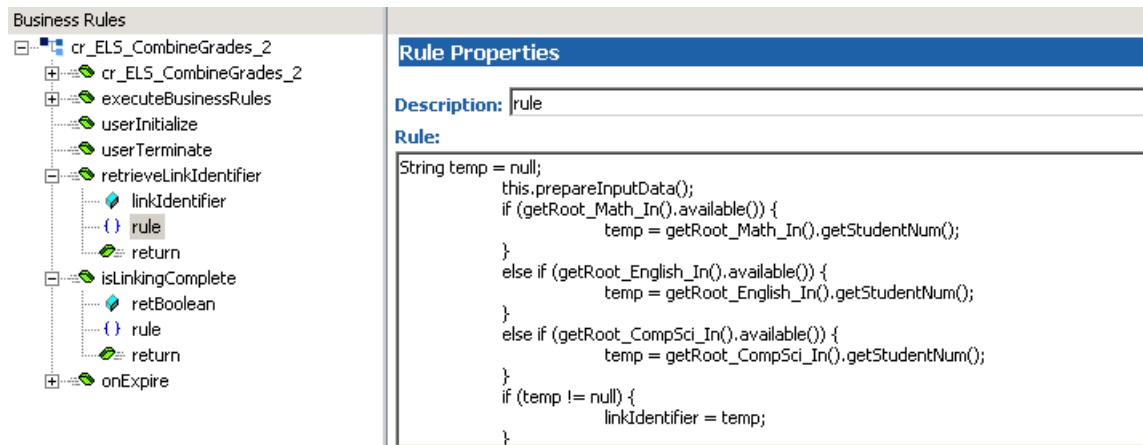 Business Rules
cr_ELS_CombineGrades_2
cr_ELS_CombineGrades_2
executeBusinessRules
userInitialize
userTerminate
retrieveLinkIdentifier
linkIdentifier
{} rule
return
isLinkingComplete
retBoolean
{} rule
return
onExpire
Rule Properties
Description: rule
Rule:
String temp = null;
this.prepareInputData();
if (getRoot_Math_In().available()) {
temp = getRoot_Math_In().getStudentNum();
}
else if (getRoot_English_In().available()) {
temp = getRoot_English_In().getStudentNum();
}
else if (getRoot_CompSci_In().available()) {
temp = getRoot_CompSci_In().getStudentNum();
}
if (temp != null) {
linkIdentifier = temp;
}